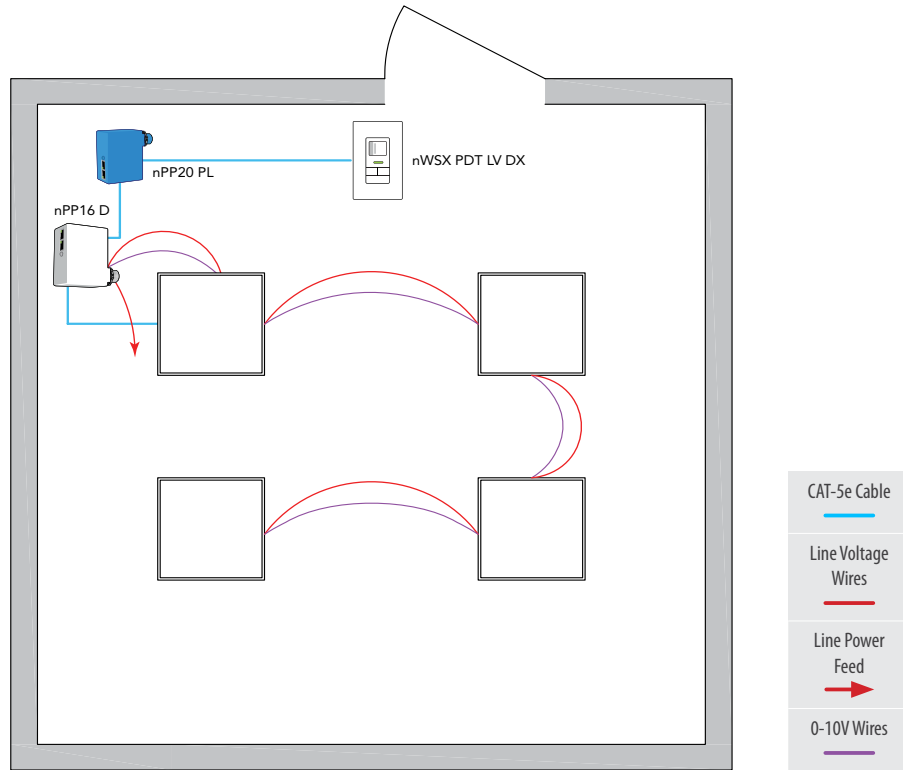 nPP20 PL
nWSX PDT LV DX
nPP16 D
CAT-5e Cable
Line Voltage
Wires
Line Power
Feed
0-10V Wires